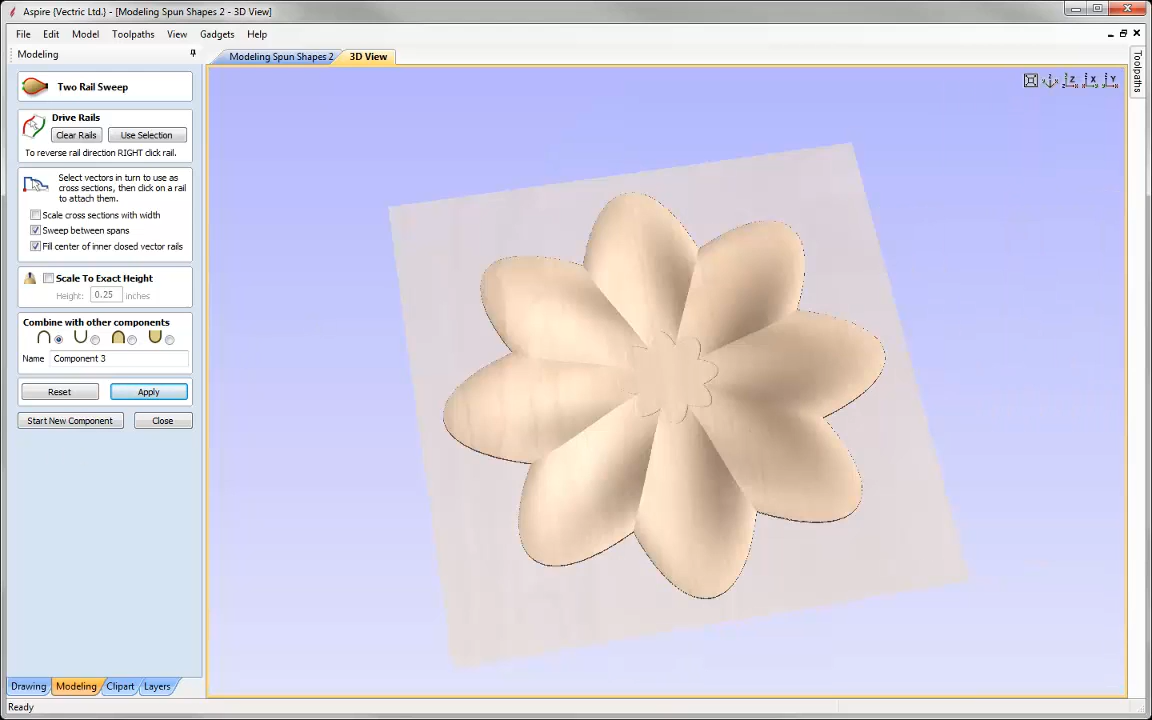 Aspire {Vectric Ltd.} - [Modeling Spun Shapes 2 - 3D View]
File Edit Model Toolpaths View Gadgets Help
Modeling
Modeling Spun Shapes 2
3D View
Toolpaths
Z X Y
Two Rail Sweep
Drive Rails
Clear Rails
Use Selection
To reverse rail direction RIGHT click rail.
Select vectors in turn to use as
cross sections, then click on a rail
to attach them.
Scale cross sections with width
Sweep between spans
Fill center of inner closed vector rails
Scale To Exact Height
Height: 0.25 inches
Combine with other components
Name Component 3
Reset
Apply
Start New Component
Close
Drawing Modeling Clipart Layers
Ready